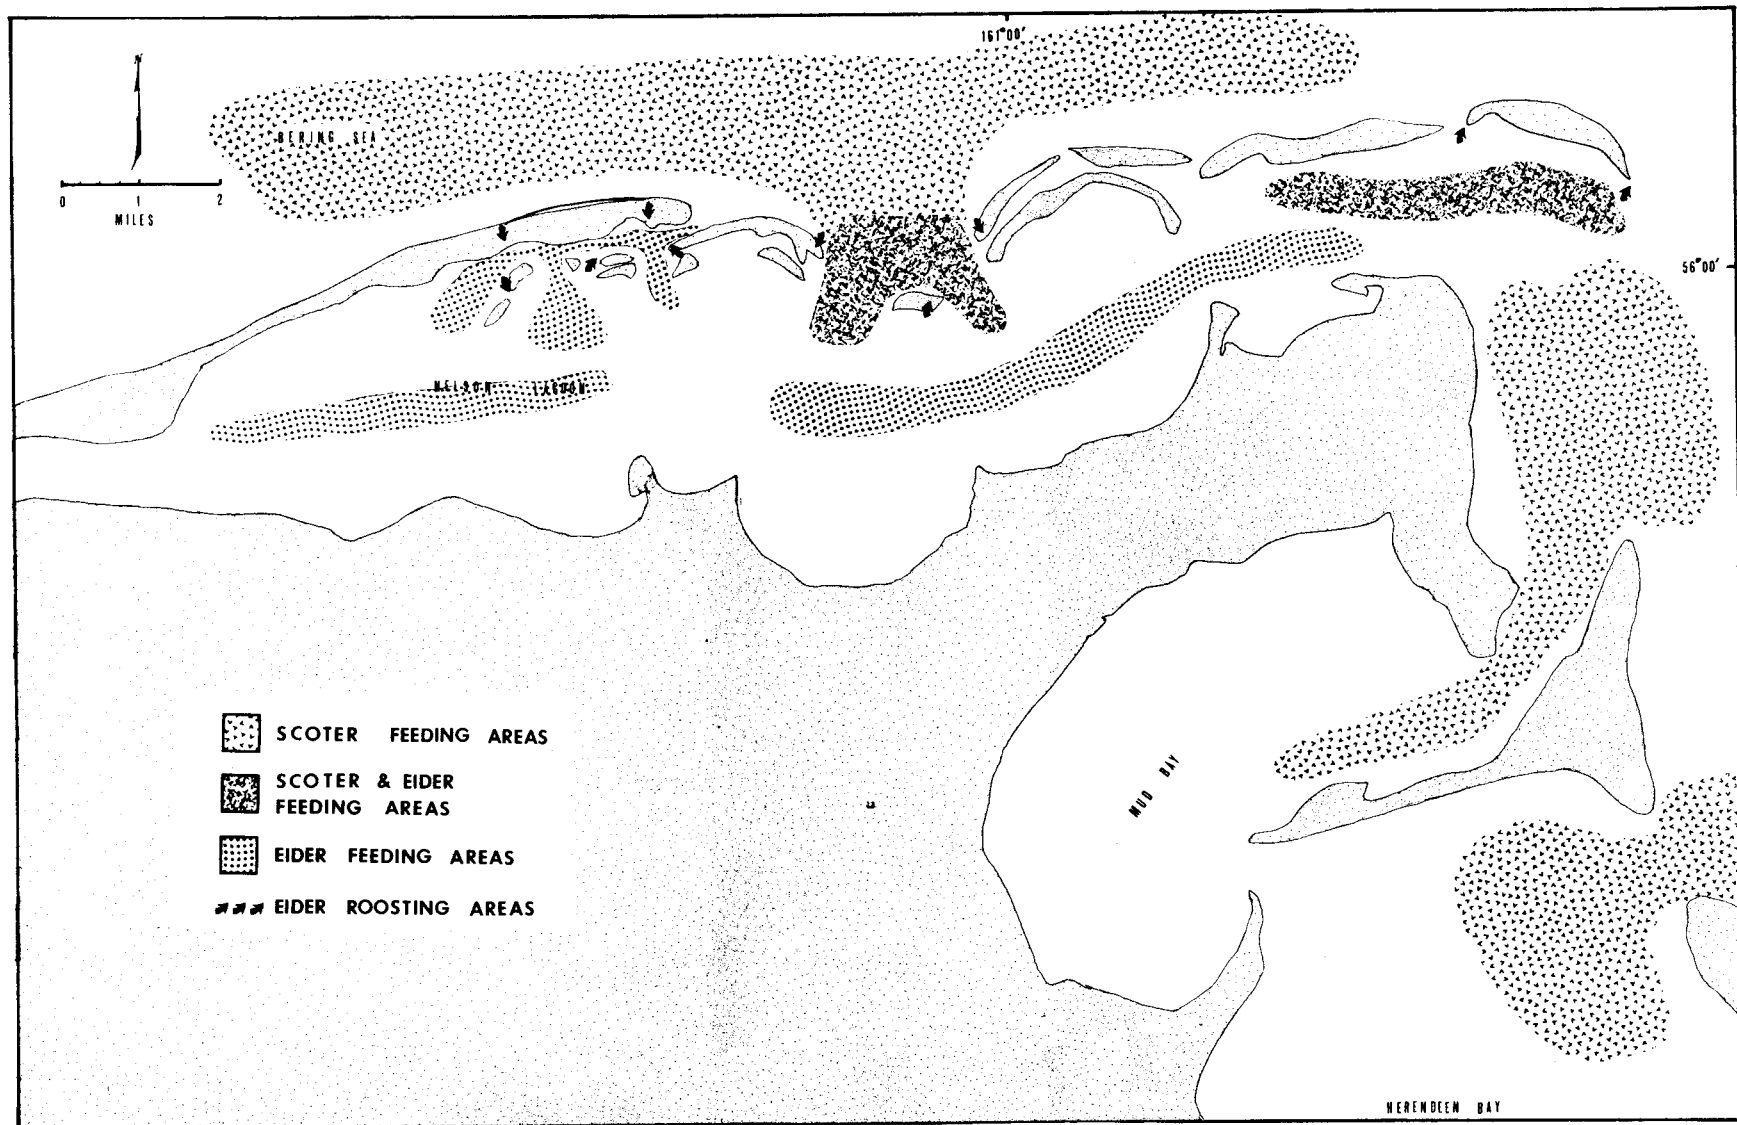 161°00'
N
BERING SEA
0 1 2
MILES
56°00'
NELSON LAGOON
SCOTER FEEDING AREAS
SCOTER & EIDER
FEEDING AREAS
MUD BAY
EIDER FEEDING AREAS
EIDER ROOSTING AREAS
HERENDEEN BAY